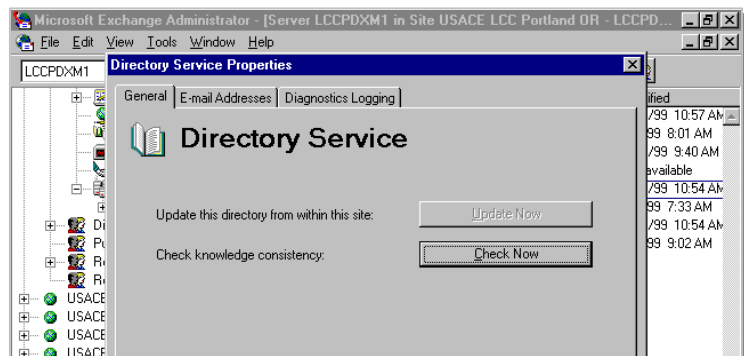 Microsoft Exchange Administrator - [Server LCCPDXM1 in Site USACE LCC Portland OR - LCCPD...
File Edit View Tools Window Help
LCCPDXM1
Directory Service Properties
General E-mail Addresses Diagnostics Logging
Directory Service
Update this directory from within this site: Update Now
Check knowledge consistency: Check Now
ified
/99 10:57 AM
99 8:01 AM
/99 9:40 AM
available
/99 10:54 AM
99 7:33 AM
/99 10:54 AM
99 9:02 AM
Di
Pu
Re
Re
USACE
USACE
USACE
USACE